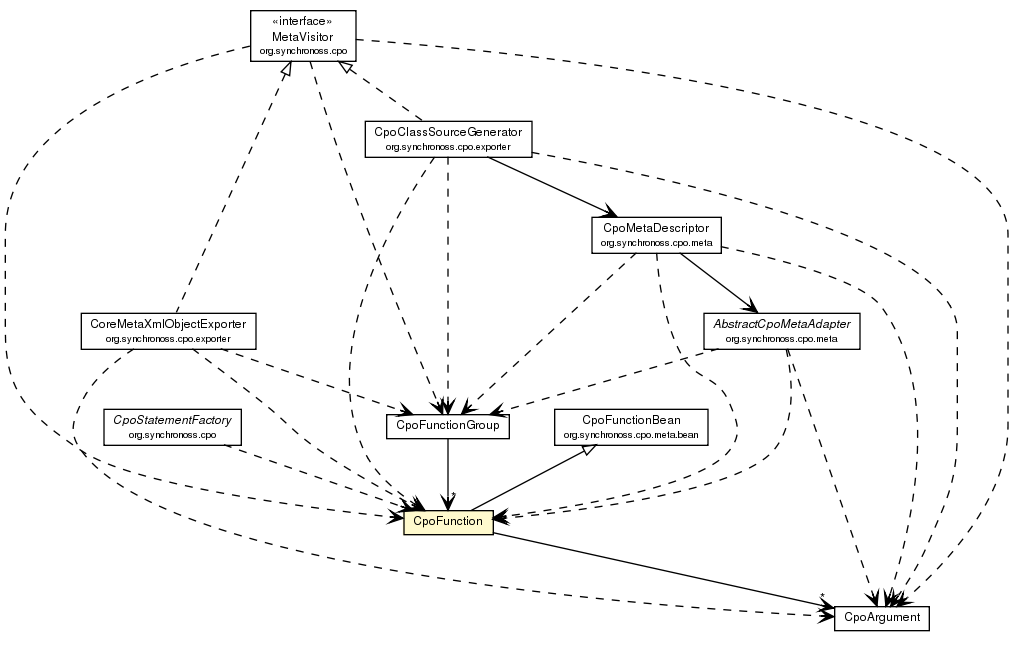 «interface»
MetaVisitor
org.synchronoss.cpo
CpoClassSourceGenerator
org.synchronoss.cpo.exporter
CpoMetaDescriptor
org.synchronoss.cpo.meta
CoreMetaXmlObjectExporter
org.synchronoss.cpo.exporter
AbstractCpoMetaAdapter
org.synchronoss.cpo.meta
CpoStatementFactory
org.synchronoss.cpo
CpoFunctionGroup
CpoFunctionBean
org.synchronoss.cpo.meta.bean
*
CpoFunction
*
CpoArgument